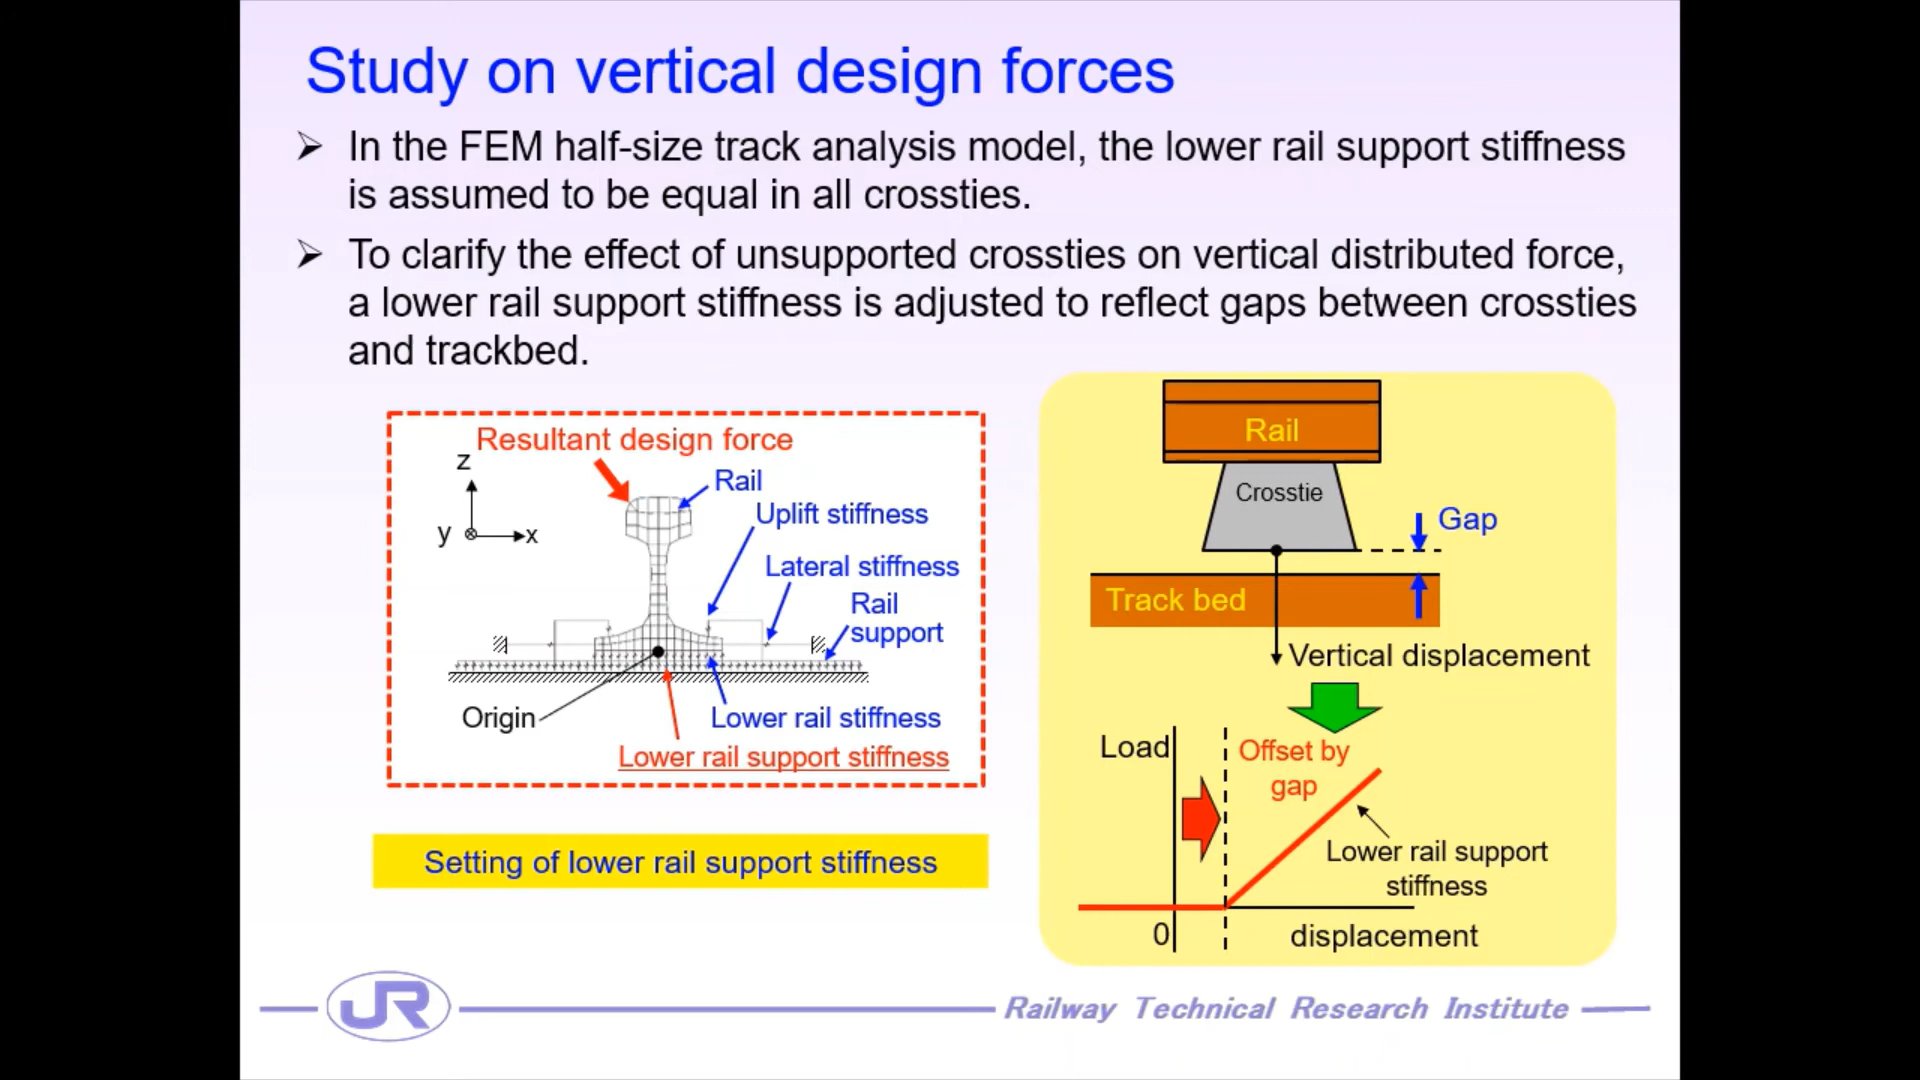 Study on vertical design forces
➢ In the FEM half-size track analysis model, the lower rail support stiffness
is assumed to be equal in all crossties.
➢ To clarify the effect of unsupported crossties on vertical distributed force,
a lower rail support stiffness is adjusted to reflect gaps between crossties
and trackbed.
Resultant design force
z
y
x
Rail
Uplift stiffness
Lateral stiffness
Rail
support
Origin
Lower rail stiffness
Lower rail support stiffness
Setting of lower rail support stiffness
Rail
Crosstie
Gap
Track bed
Vertical displacement
Load
Offset by
gap
Lower rail support
stiffness
0
displacement
JR
Railway Technical Research Institute